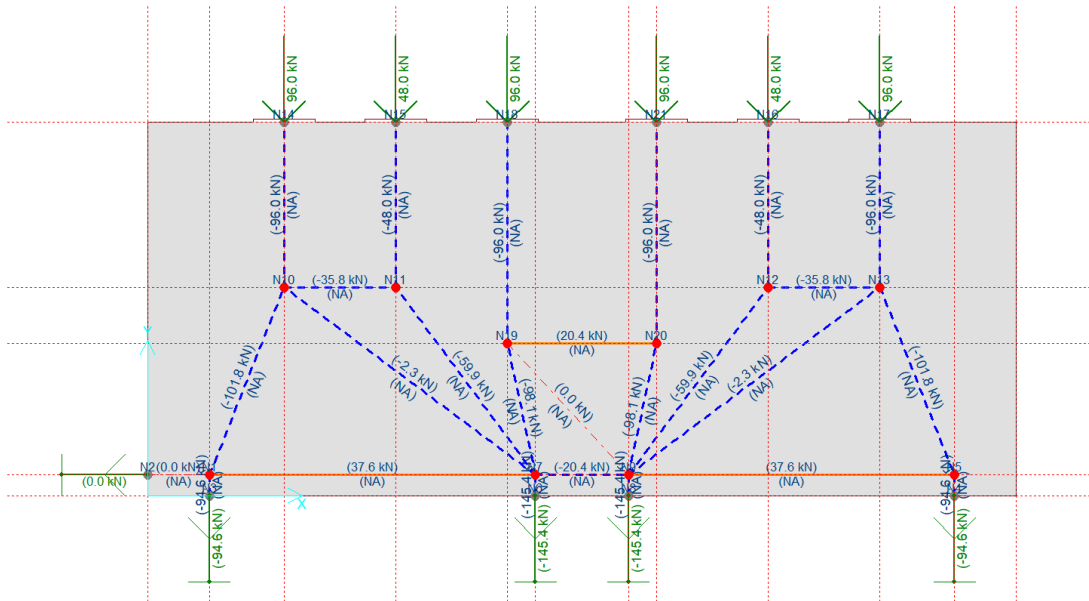 96.0 kN
48.0 kN
96.0 kN
96.0 kN
48.0 kN
96.0 kN
N14
N15
N18
N21
N16
N17
(-96.0 kN)
(NA)
(-48.0 kN)
(NA)
(-96.0 kN)
(NA)
(-96.0 kN)
(NA)
(-48.0 kN)
(NA)
(-96.0 kN)
(NA)
N10
(-35.8 kN)
(NA)
N11
N12
(-35.8 kN)
(NA)
N13
Y
N19
(20.4 kN)
(NA)
N20
(-101.8 kN)
(NA)
(-2.3 kN)
(NA)
(-59.9 kN)
(NA)
(-98.1 kN)
(NA)
(0.0 kN)
(NA)
(-98.1 kN)
(NA)
(-59.9 kN)
(NA)
(-2.3 kN)
(NA)
(-101.8 kN)
(NA)
N2
(0.0 kN)
(NA)
(37.6 kN)
(NA)
(-20.4 kN)
(NA)
(37.6 kN)
(NA)
(0.0 kN)
(-94.6 kN)
(NA)
(-145.4 kN)
(NA)
(-145.4 kN)
(NA)
(-94.6 kN)
(NA)
X
(-94.6 kN)
(-145.4 kN)
(-145.4 kN)
(-94.6 kN)